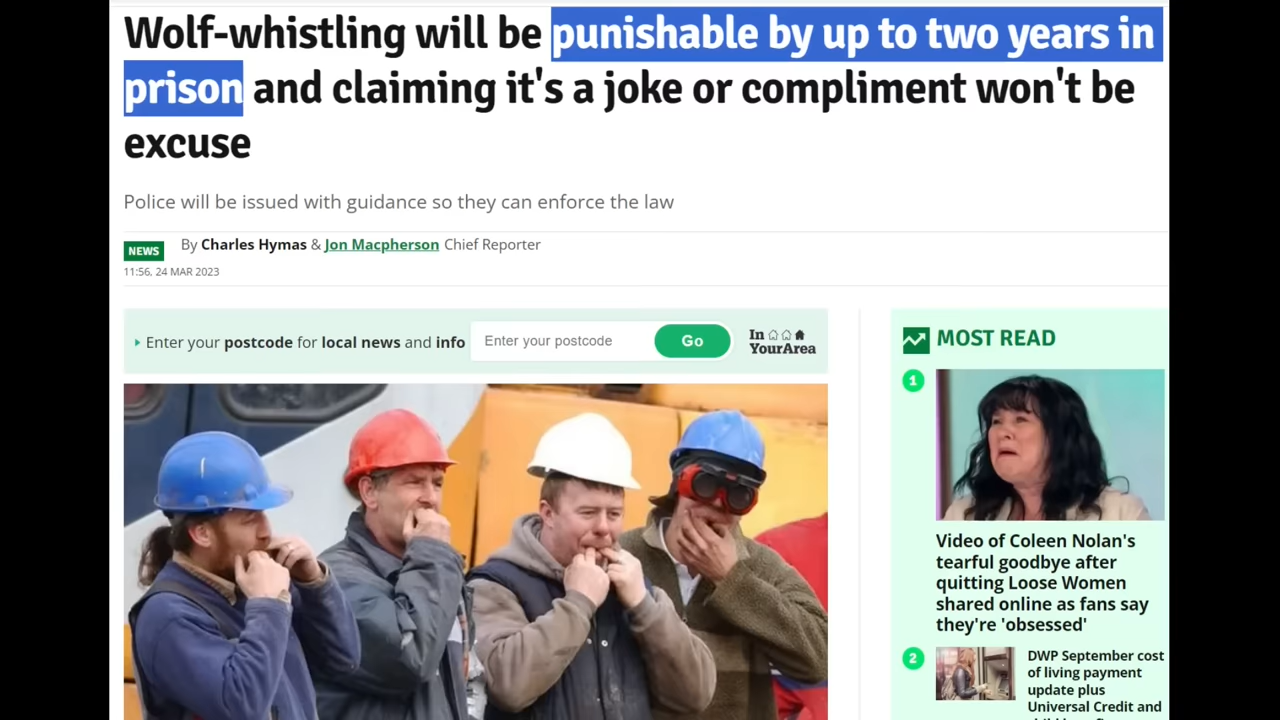 Wolf-whistling will be punishable by up to two years in
prison and claiming it's a joke or compliment won't be
excuse
Police will be issued with guidance so they can enforce the law
NEWS
By Charles Hymas & Jon Macpherson Chief Reporter
11:56, 24 MAR 2023
Enter your postcode for local news and info
Enter your postcode
Go
In
YourArea
MOST READ
1
Video of Coleen Nolan's
tearful goodbye after
quitting Loose Women
shared online as fans say
they're 'obsessed'
2
DWP September cost
of living payment
update plus
Universal Credit and